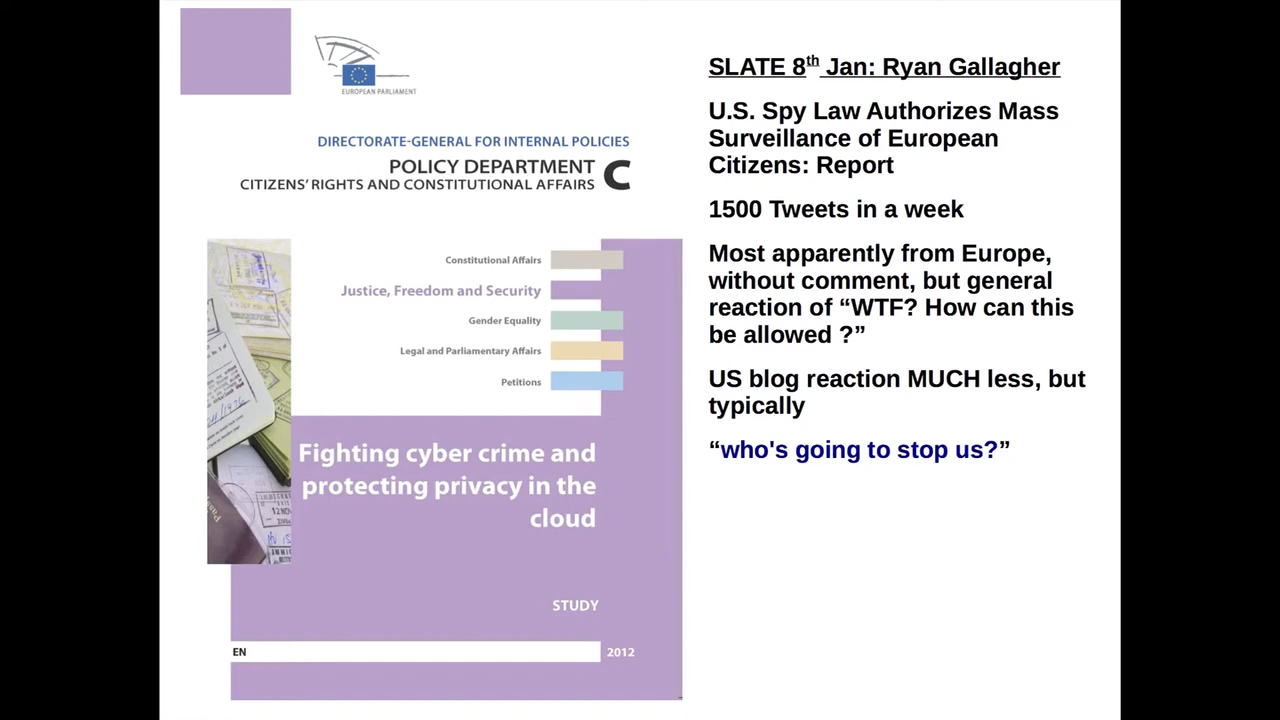 EUROPEAN PARLIAMENT
DIRECTORATE-GENERAL FOR INTERNAL POLICIES
POLICY DEPARTMENT C
CITIZENS' RIGHTS AND CONSTITUTIONAL AFFAIRS
Constitutional Affairs
Justice, Freedom and Security
Gender Equality
Legal and Parliamentary Affairs
Petitions
Fighting cyber crime and
protecting privacy in the
cloud
STUDY
EN
2012
SLATE 8th Jan: Ryan Gallagher
U.S. Spy Law Authorizes Mass
Surveillance of European
Citizens: Report
1500 Tweets in a week
Most apparently from Europe,
without comment, but general
reaction of “WTF? How can this
be allowed ?”
US blog reaction MUCH less, but
typically
“who's going to stop us?”